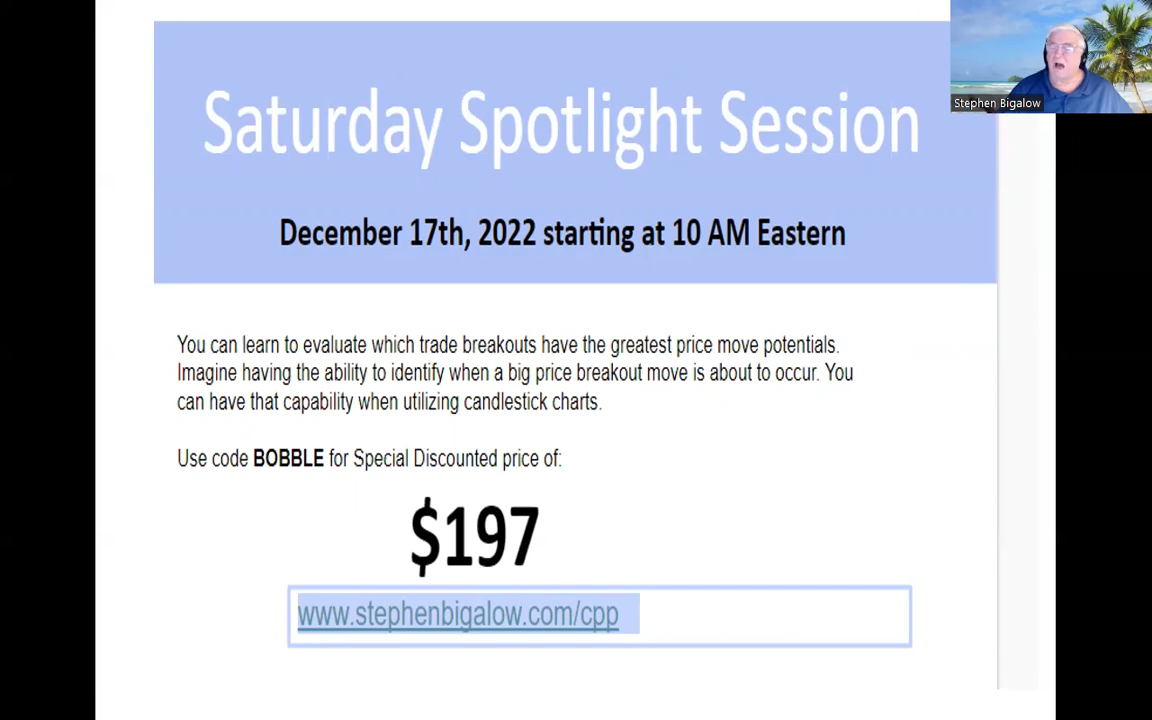 Saturday Spotlight Session
Stephen Bigalow
December 17th, 2022 starting at 10 AM Eastern
You can learn to evaluate which trade breakouts have the greatest price move potentials.
Imagine having the ability to identify when a big price breakout move is about to occur. You
can have that capability when utilizing candlestick charts.
Use code BOBBLE for Special Discounted price of:
$197
www.stephenbigalow.com/cpp